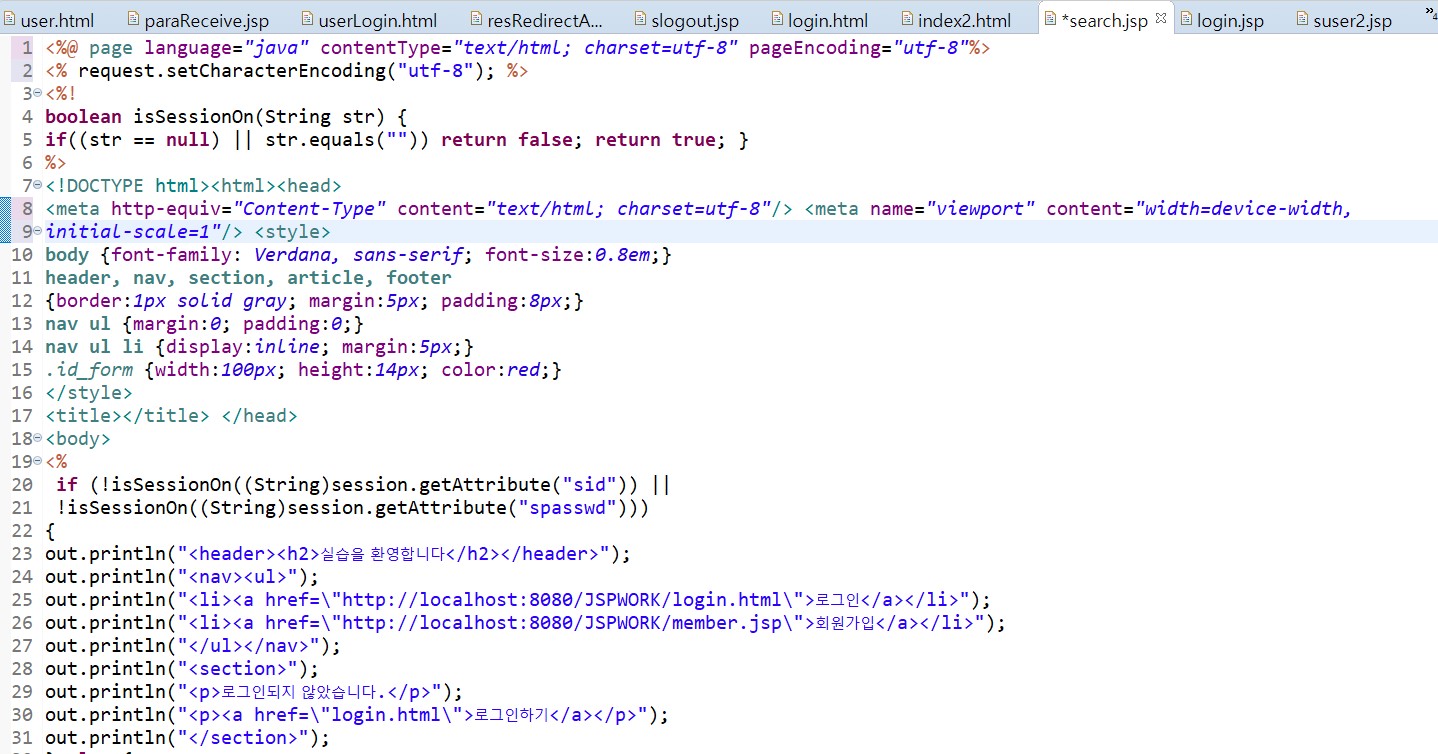 user.html paraReceive.jsp userLogin.html resRedirectA... slogout.jsp login.html index2.html *search.jsp login.jsp suser2.jsp »4
1 <%@ page language="java" contentType="text/html; charset=utf-8" pageEncoding="utf-8"%>
2 <% request.setCharacterEncoding("utf-8"); %>
3 <%!
4 boolean isSessionOn(String str) {
5 if((str == null) || str.equals("")) return false; return true; }
6 %>
7 <!DOCTYPE html><html><head>
8 <meta http-equiv="Content-Type" content="text/html; charset=utf-8"/> <meta name="viewport" content="width=device-width,
9 initial-scale=1"/> <style>
10 body {font-family: Verdana, sans-serif; font-size:0.8em;}
11 header, nav, section, article, footer
12 {border:1px solid gray; margin:5px; padding:8px;}
13 nav ul {margin:0; padding:0;}
14 nav ul li {display:inline; margin:5px;}
15 .id_form {width:100px; height:14px; color:red;}
16 </style>
17 <title></title> </head>
18 <body>
19 <%
20 if (!isSessionOn((String)session.getAttribute("sid")) ||
21 !isSessionOn((String)session.getAttribute("spasswd")))
22 {
23 out.println("<header><h2>실습을 환영합니다</h2></header>");
24 out.println("<nav><ul>");
25 out.println("<li><a href=\"http://localhost:8080/JSPWORK/login.html\">로그인</a></li>");
26 out.println("<li><a href=\"http://localhost:8080/JSPWORK/member.jsp\">회원가입</a></li>");
27 out.println("</ul></nav>");
28 out.println("<section>");
29 out.println("<p>로그인되지 않았습니다.</p>");
30 out.println("<p><a href=\"login.html\">로그인하기</a></p>");
31 out.println("</section>");